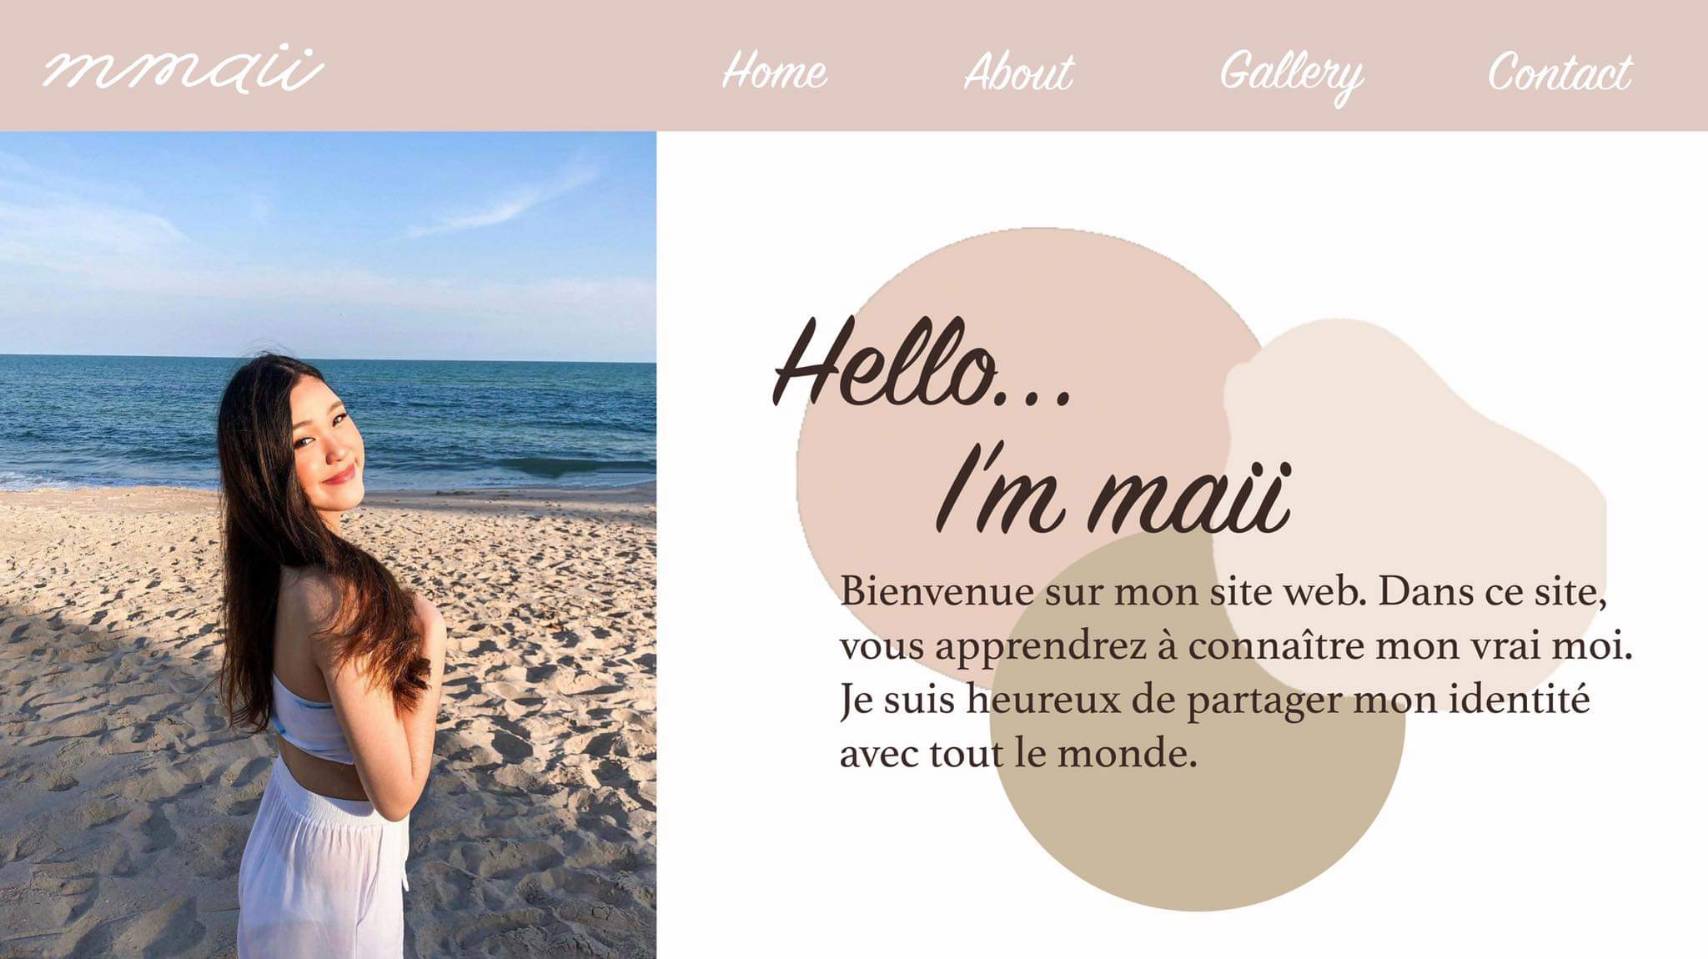 mmaii
Home About Gallery Contact
Hello...
I'm maii
Bienvenue sur mon site web. Dans ce site,
vous apprendrez à connaître mon vrai moi.
Je suis heureux de partager mon identité
avec tout le monde.